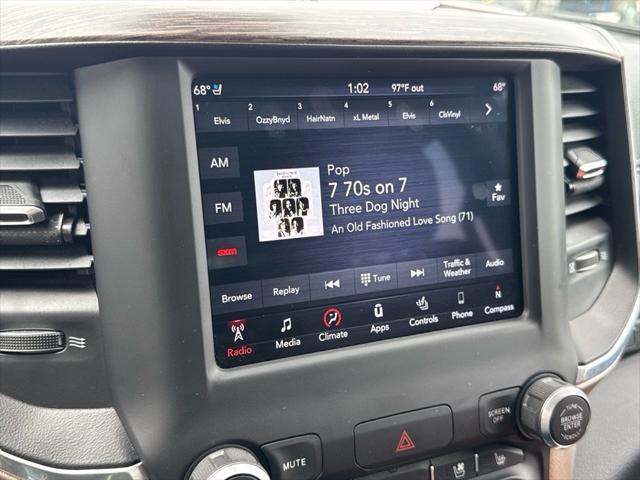 68° 1:02 97°F out 68°
1 Elvis 2 OzzyBnyd 3 HairNatn 4 xL Metal 5 Elvis 6 ClsVinyl
AM
Pop
7 70s on 7
FM
Three Dog Night
Fav
An Old Fashioned Love Song (71)
sxm
Browse Replay Tune Traffic & Weather Audio
Radio Media Climate Apps Controls Phone N Compass
SCREEN OFF
TUNE
BROWSE
ENTER
MUTE